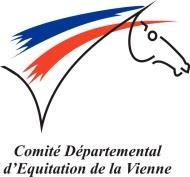 Comité Départemental
d'Equitation de la Vienne